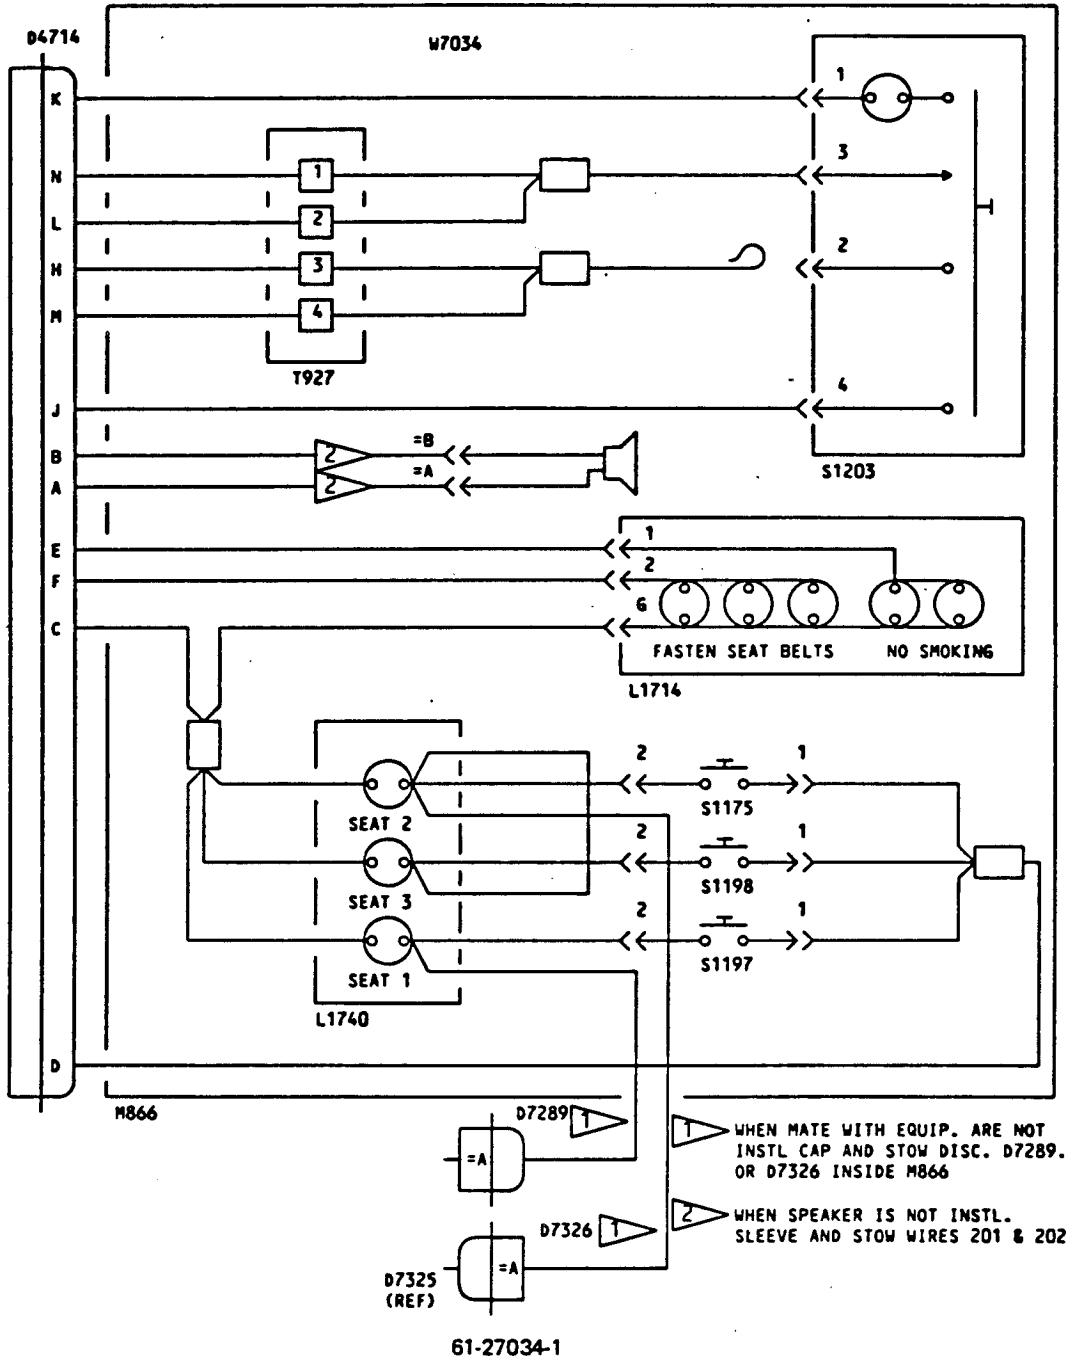 D4714
W7034
K
1
N
1
3
L
2
H
3
2
M
4
T927
J
4
B
2
=B
A
2
=A
S1203
E
1
F
2
C
6
FASTEN SEAT BELTS
NO SMOKING
L1714
2
1
SEAT 2
S1175
2
1
SEAT 3
S1198
2
1
SEAT 1
S1197
L1740
D
M866
D7289
1
=A
1
WHEN MATE WITH EQUIP. ARE NOT
INSTL CAP AND STOW DISC. D7289.
OR D7326 INSIDE M866
2
WHEN SPEAKER IS NOT INSTL.
SLEEVE AND STOW WIRES 201 & 202
D7326
1
=A
D7325
(REF)
61-27034-1